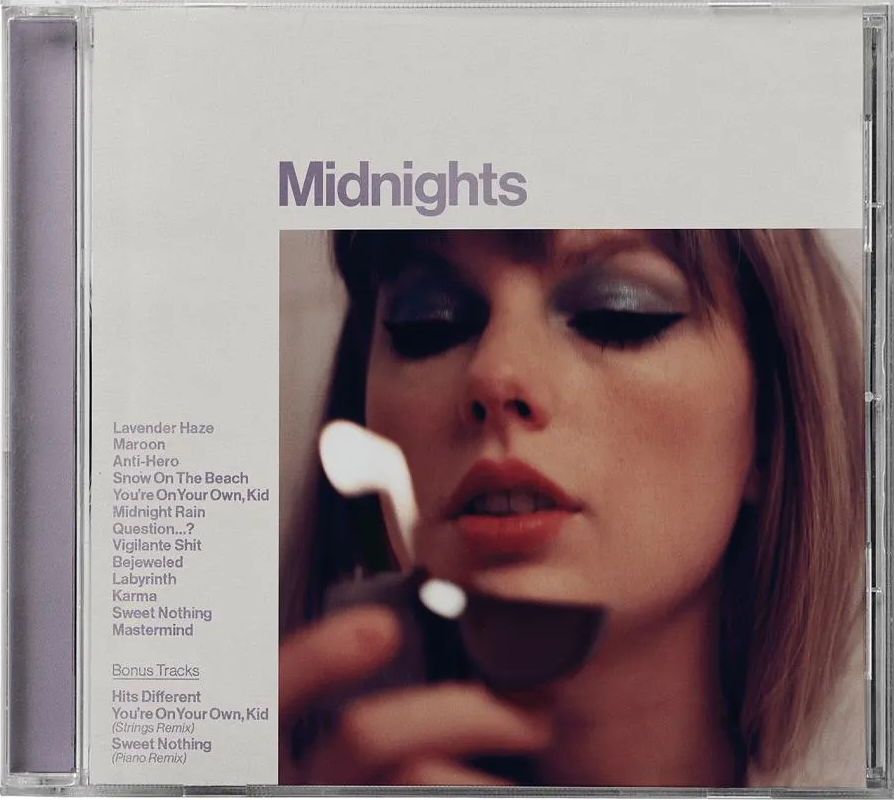 Midnights
Lavender Haze
Maroon
Anti-Hero
Snow On The Beach
You're On Your Own, Kid
Midnight Rain
Question...?
Vigilante Shit
Bejeweled
Labyrinth
Karma
Sweet Nothing
Mastermind
Bonus Tracks
Hits Different
You're On Your Own, Kid
(Strings Remix)
Sweet Nothing
(Piano Remix)